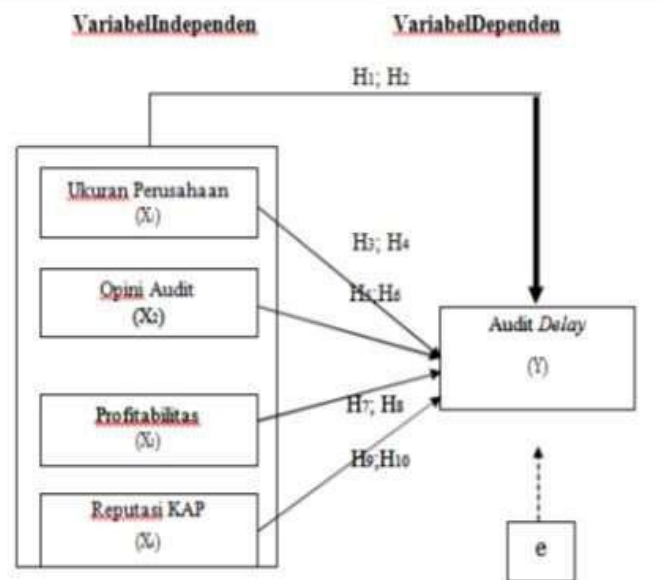 VariabelIndependen
VariabelDependen
H1; H2
Ukuran Perusahaan
(X1)
H3; H4
Opini Audit
(X2)
H5;H6
Audit Delay
(Y)
Profitabilitas
(X3)
H7; H8
H9;H10
Reputasi KAP
(X4)
e